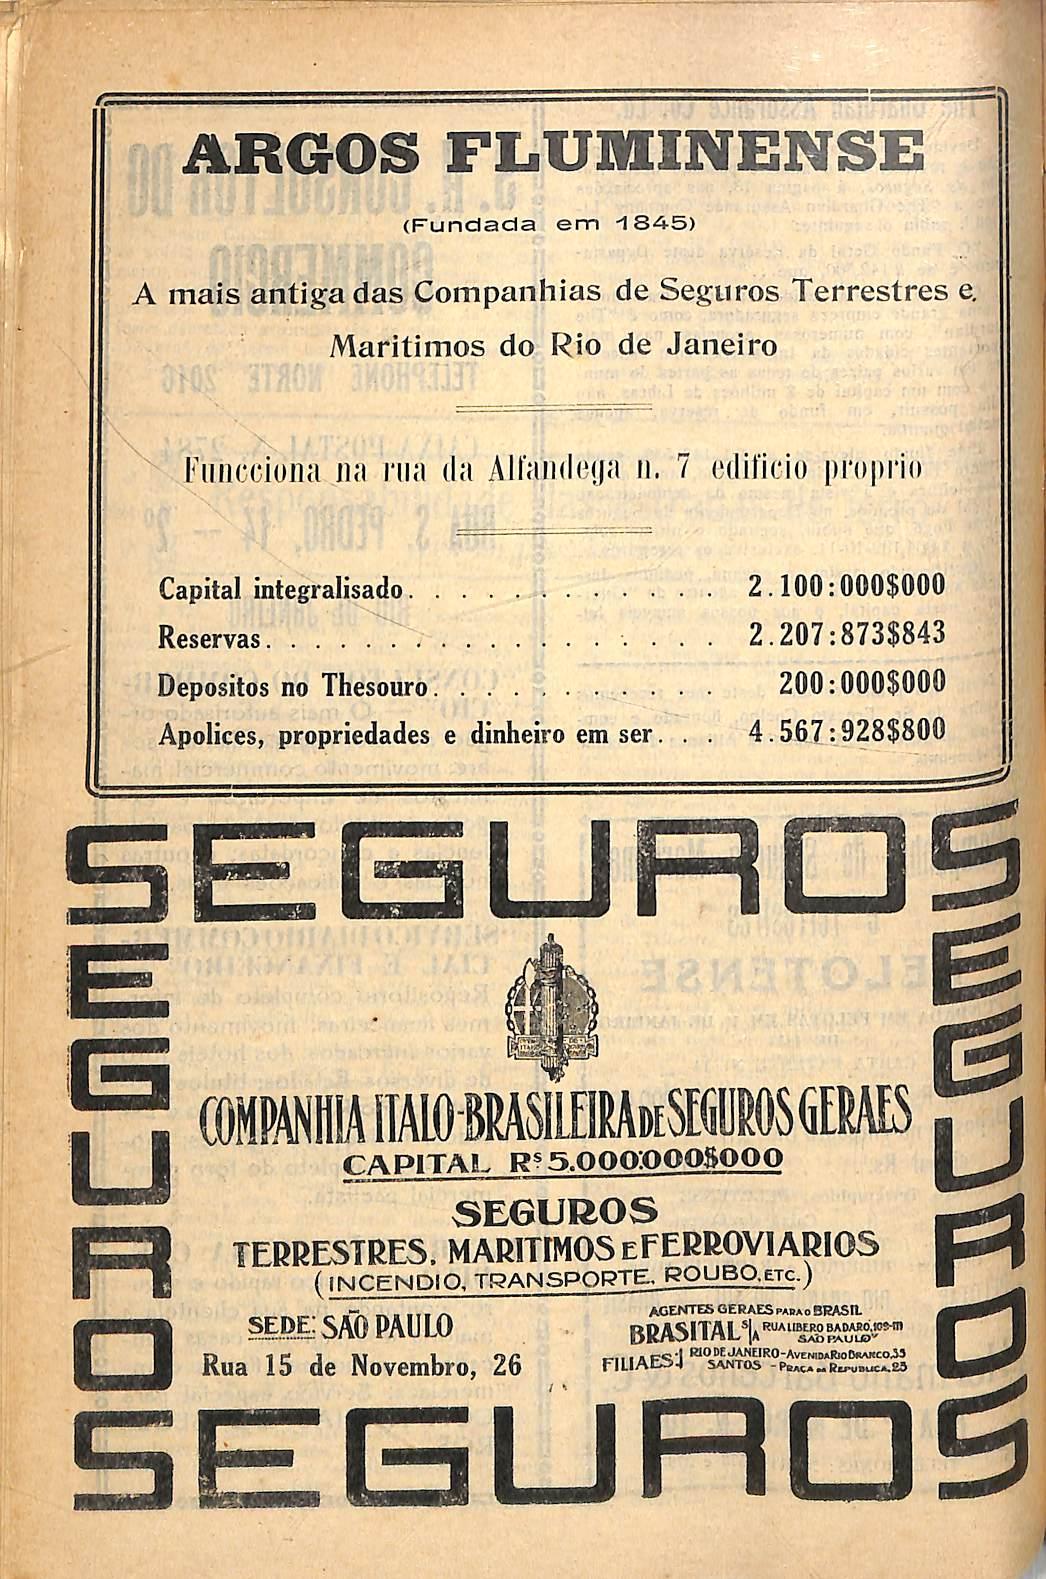 ARGOS FLUMINENSE
(Fundada em 1845)
A mais antiga das Companhias de Seguros Terrestres e
Maritimos do Rio de Janeiro
Funcciona na rua da Alfandega n. 7 edificio proprio
Capital integralisado. . . . . . . . . . . . . 2.100:000$000
Reservas. . . . . . . . . . . . . . . . . . 2.207:873$843
Depositos no Thesouro. . . . . . . . . . . . 200:000$000
Apolices, propriedades e dinheiro em ser. . . 4.567:928$800
SEGUROS
SEGUROS
SEGUROS
COMPANHIA ITALO-BRASILEIRA DE SEGUROS GERAES
CAPITAL Rs 5.000:000$000
SEGUROS
TERRESTRES, MARITIMOS E FERROVIARIOS
(INCENDIO, TRANSPORTE, ROUBO, ETC.)
SEDE: SÃO PAULO
Rua 15 de Novembro, 26
AGENTES GERAES PARA O BRASIL
BRASITAL S/A RUA LIBERO BADARO, 109-111
SAO PAULO
FILIAES: RIO DE JANEIRO - AVENIDA RIO BRANCO, 35
SANTOS - PRAÇA DA REPUBLICA, 25
SEGUROS